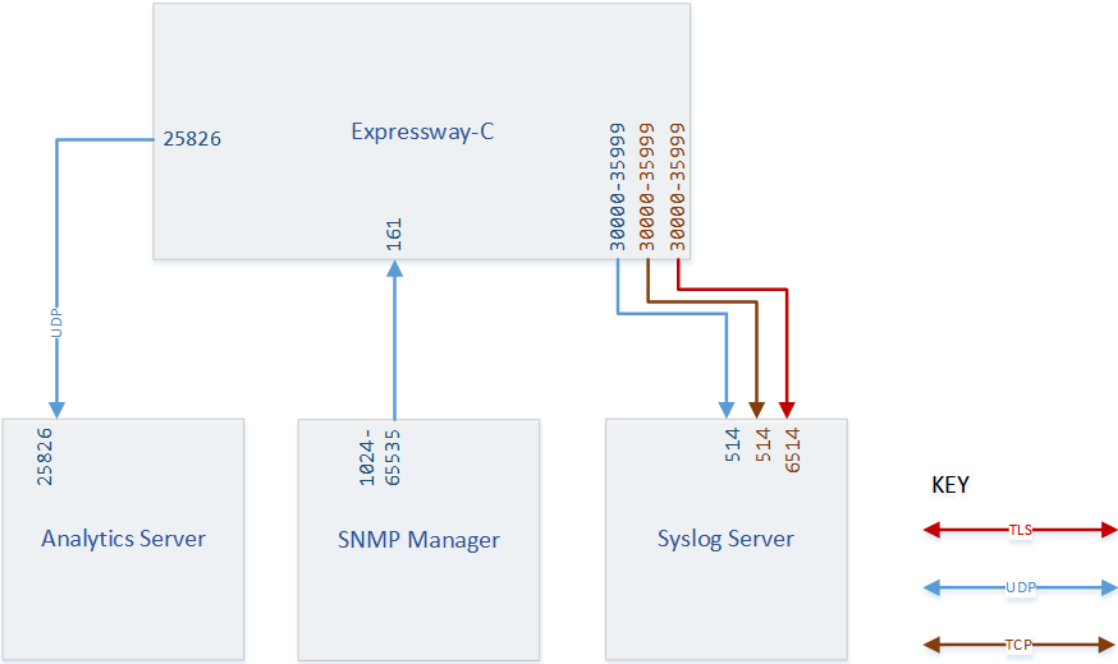 Expressway-C
25826
161
30000-35999
30000-35999
30000-35999
UDP
25826
Analytics Server
1024-
65535
SNMP Manager
514
514
6514
Syslog Server
KEY
TLS
UDP
TCP